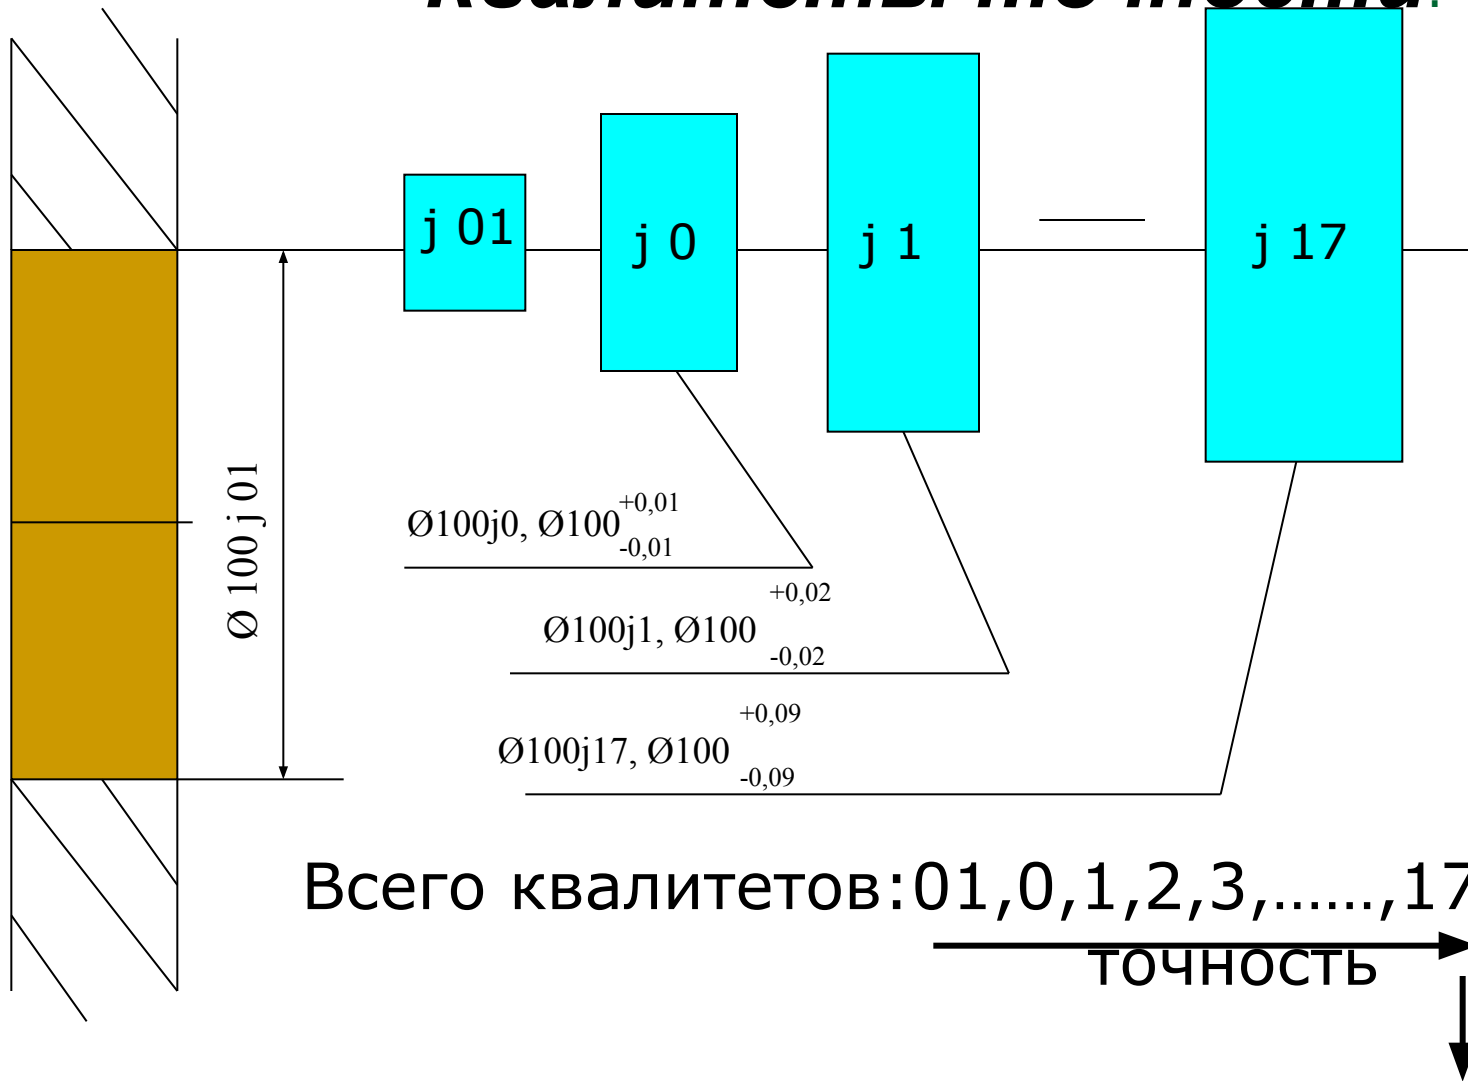 j 01
j 0
j 1
j 17
Ø 100 j 01
Ø100j0, Ø100 +0,01 -0,01
Ø100j1, Ø100 +0,02 -0,02
Ø100j17, Ø100 +0,09 -0,09
Всего квалитетов:01,0,1,2,3,……,17
точность